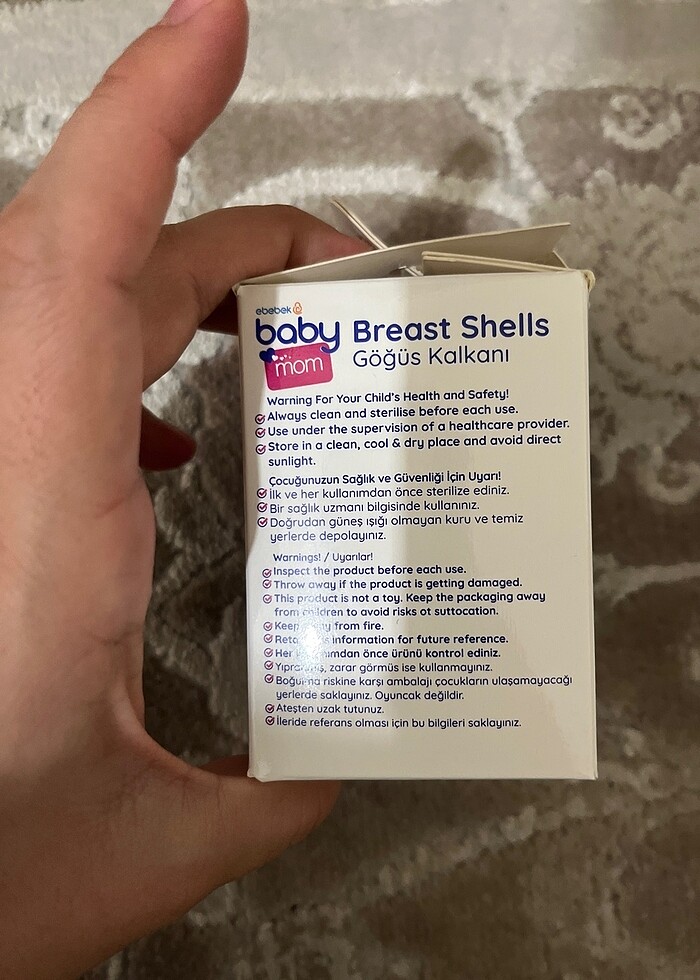 ebebek
baby
mom
Breast Shells
Göğüs Kalkanı
Warning For Your Child's Health and Safety!
Always clean and sterilise before each use.
Use under the supervision of a healthcare provider.
Store in a clean, cool & dry place and avoid direct
sunlight.
Çocuğunuzun Sağlık ve Güvenliği İçin Uyarı!
İlk ve her kullanımdan önce sterilize ediniz.
Bir sağlık uzmanı bilgisinde kullanınız.
Doğrudan güneş ışığı olmayan kuru ve temiz
yerlerde depolayınız.
Warnings! / Uyarılar!
Inspect the product before each use.
Throw away if the product is getting damaged.
This product is not a toy. Keep the packaging away
from children to avoid risks ot suttocation.
Keep away from fire.
information for future reference.
Her önce ürünü kontrol ediniz.
zarar görmüs ise kullanmayınız.
Boğulma riskine karşı ambalajı çocukların ulaşamayacağı
yerlerde saklayınız. Oyuncak değildir.
Ateşten uzak tutunuz.
İleride referans olması için bu bilgileri saklayınız.